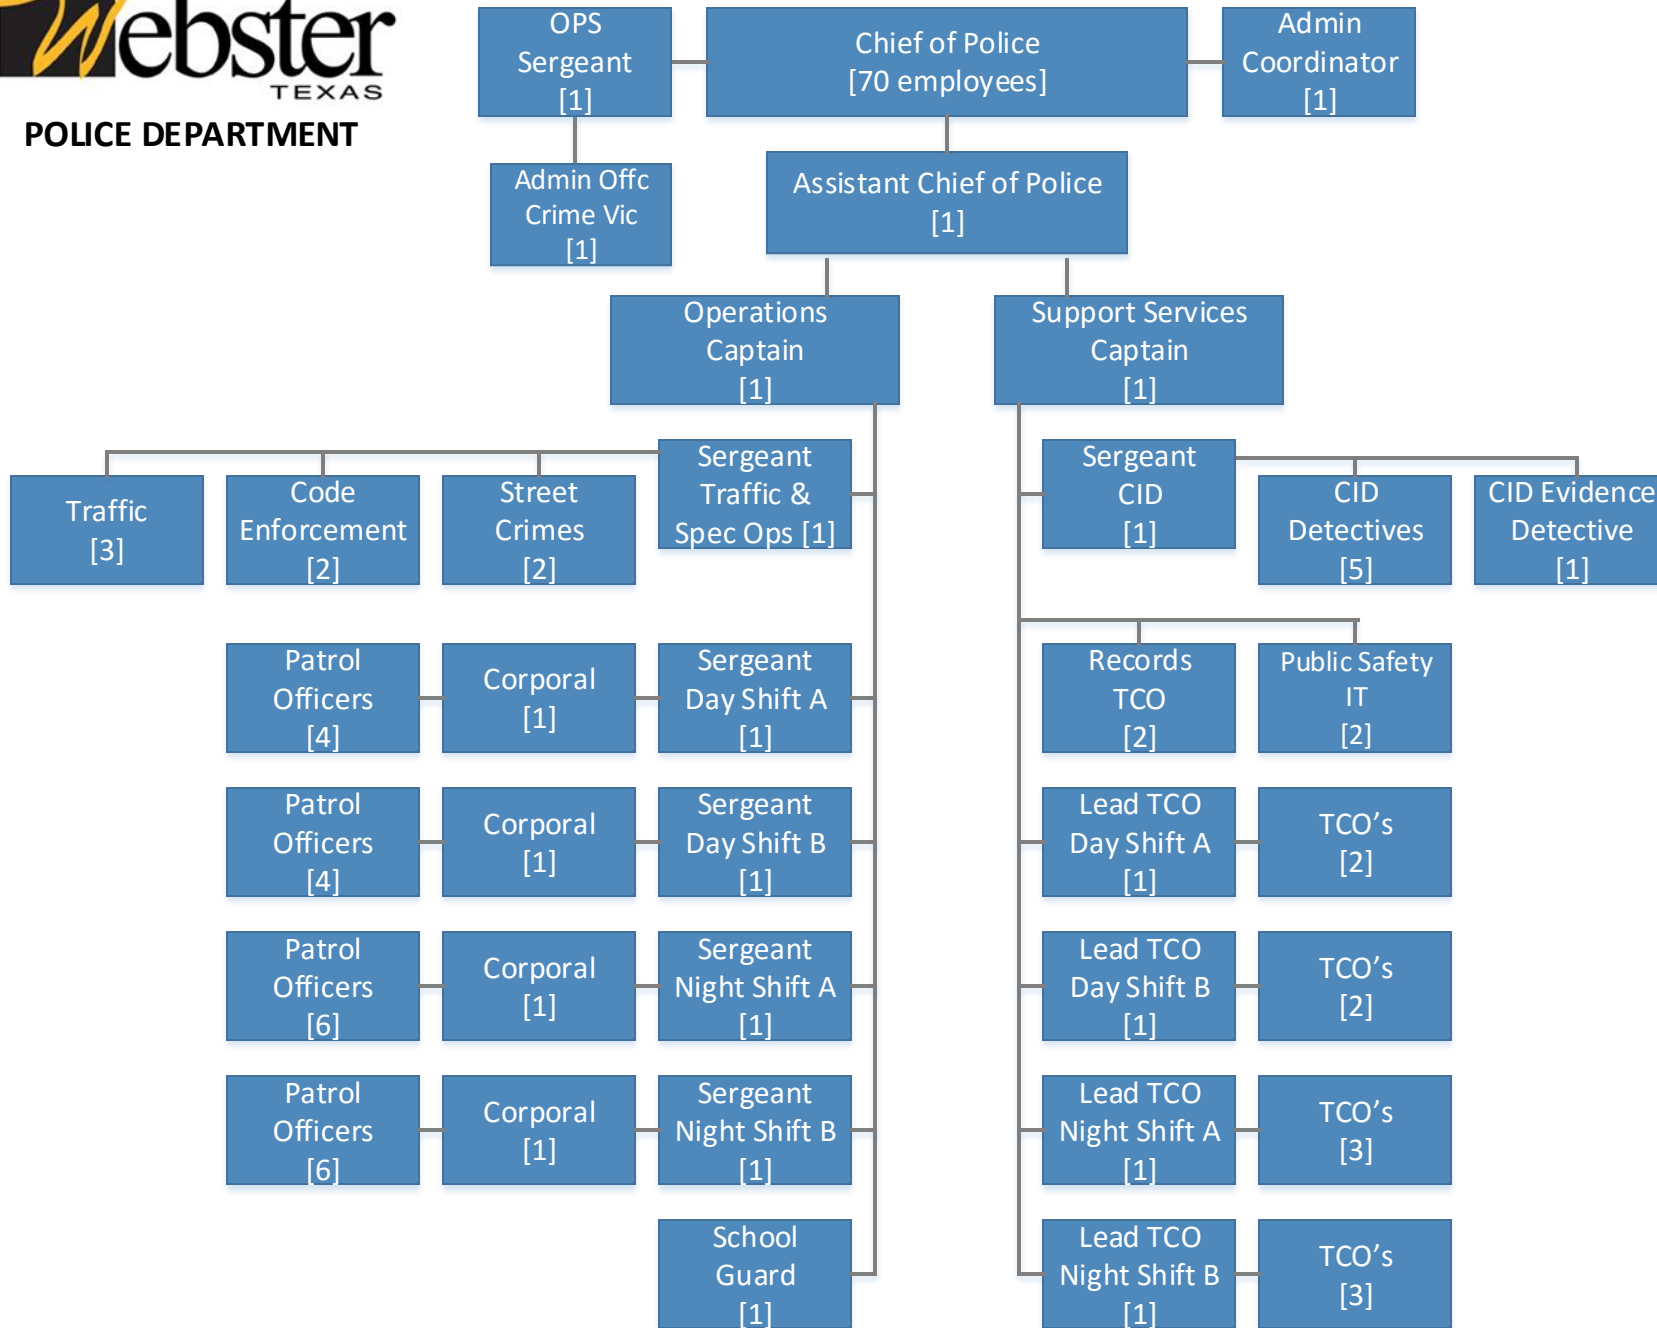 Webster
TEXAS
POLICE DEPARTMENT
OPS
Sergeant
[1]
Chief of Police
[70 employees]
Admin
Coordinator
[1]
Admin Offc
Crime Vic
[1]
Assistant Chief of Police
[1]
Operations
Captain
[1]
Support Services
Captain
[1]
Traffic
[3]
Code
Enforcement
[2]
Street
Crimes
[2]
Sergeant
Traffic &
Spec Ops [1]
Sergeant
CID
[1]
CID
Detectives
[5]
CID Evidence
Detective
[1]
Patrol
Officers
[4]
Corporal
[1]
Sergeant
Day Shift A
[1]
Records
TCO
[2]
Public Safety
IT
[2]
Patrol
Officers
[4]
Corporal
[1]
Sergeant
Day Shift B
[1]
Lead TCO
Day Shift A
[1]
TCO’s
[2]
Patrol
Officers
[6]
Corporal
[1]
Sergeant
Night Shift A
[1]
Lead TCO
Day Shift B
[1]
TCO’s
[2]
Patrol
Officers
[6]
Corporal
[1]
Sergeant
Night Shift B
[1]
Lead TCO
Night Shift A
[1]
TCO’s
[3]
School
Guard
[1]
Lead TCO
Night Shift B
[1]
TCO’s
[3]